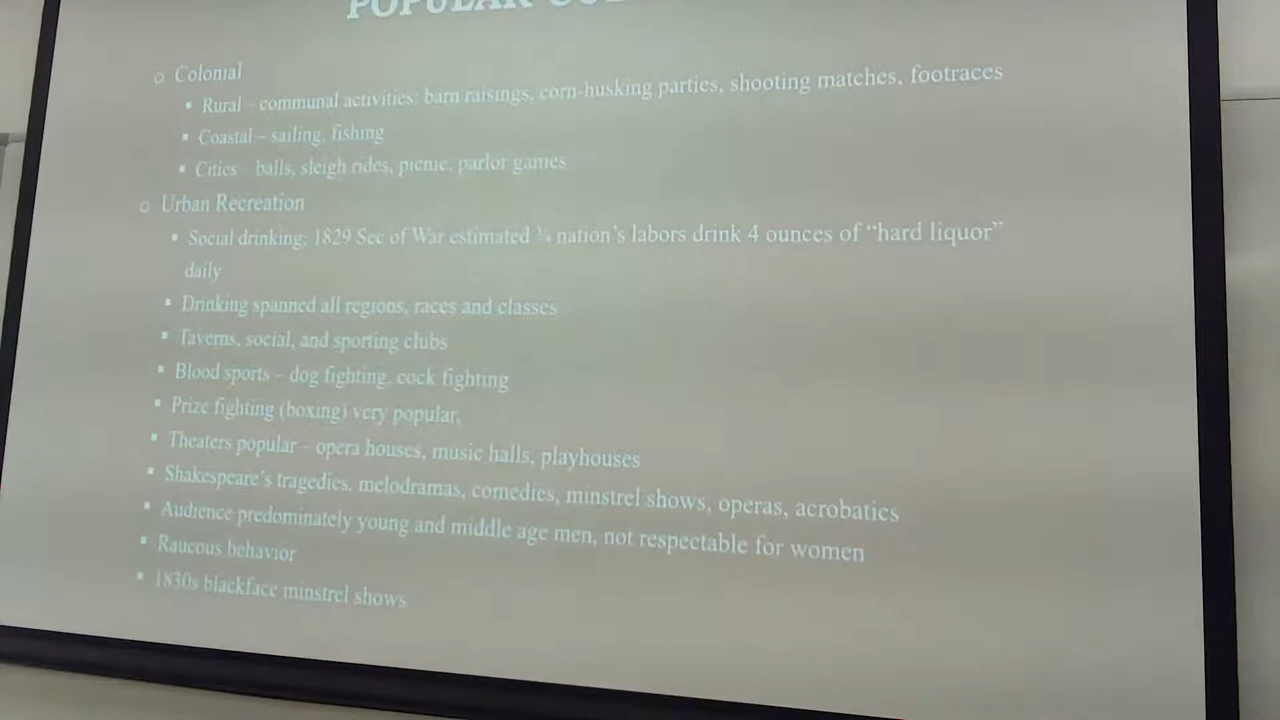 POPULAR
o Colonial
▪ Rural – communal activities: barn raisings, corn-husking parties, shooting matches, footraces
▪ Coastal – sailing, fishing
▪ Cities – balls, sleigh rides, picnic, parlor games
o Urban Recreation
▪ Social drinking; 1829 Sec of War estimated ¾ nation's labors drink 4 ounces of “hard liquor”
daily
▪ Drinking spanned all regions, races and classes
▪ Taverns, social, and sporting clubs
▪ Blood sports – dog fighting, cock fighting
▪ Prize fighting (boxing) very popular,
▪ Theaters popular – opera houses, music halls, playhouses
▪ Shakespeare's tragedies, melodramas, comedies, minstrel shows, operas, acrobatics
▪ Audience predominately young and middle age men, not respectable for women
▪ Raucous behavior
▪ 1830s blackface minstrel shows